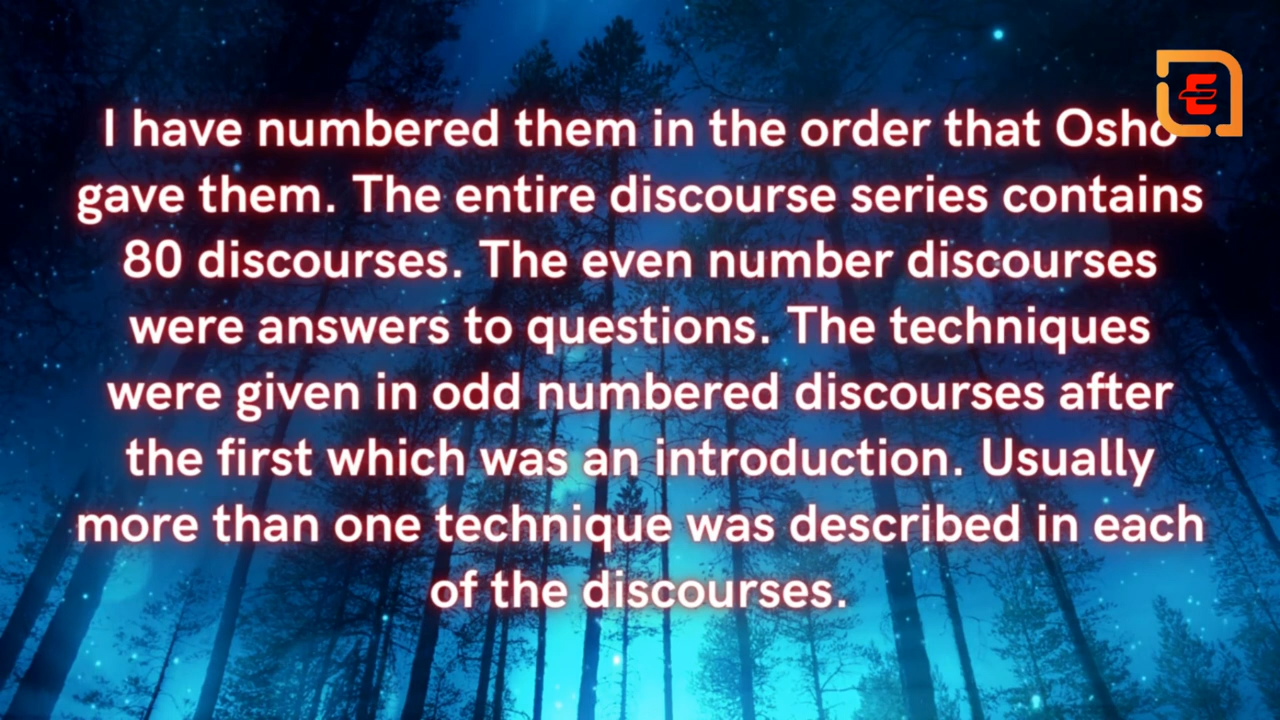 I have numbered them in the order that Osho
gave them. The entire discourse series contains
80 discourses. The even number discourses
were answers to questions. The techniques
were given in odd numbered discourses after
the first which was an introduction. Usually
more than one technique was described in each
of the discourses.
E